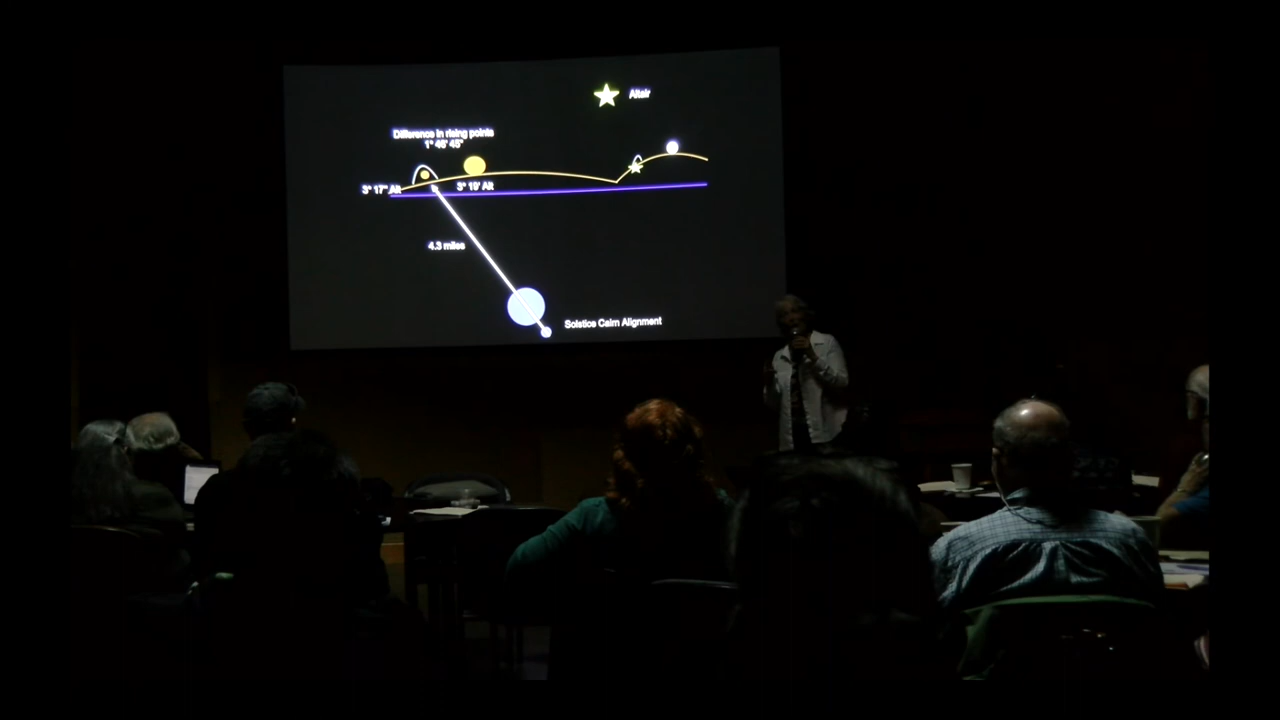 Altair
Difference in rising points
1° 46' 45"
3° 17" Alt
3° 19' Alt
4.3 miles
Solstice Cairn Alignment